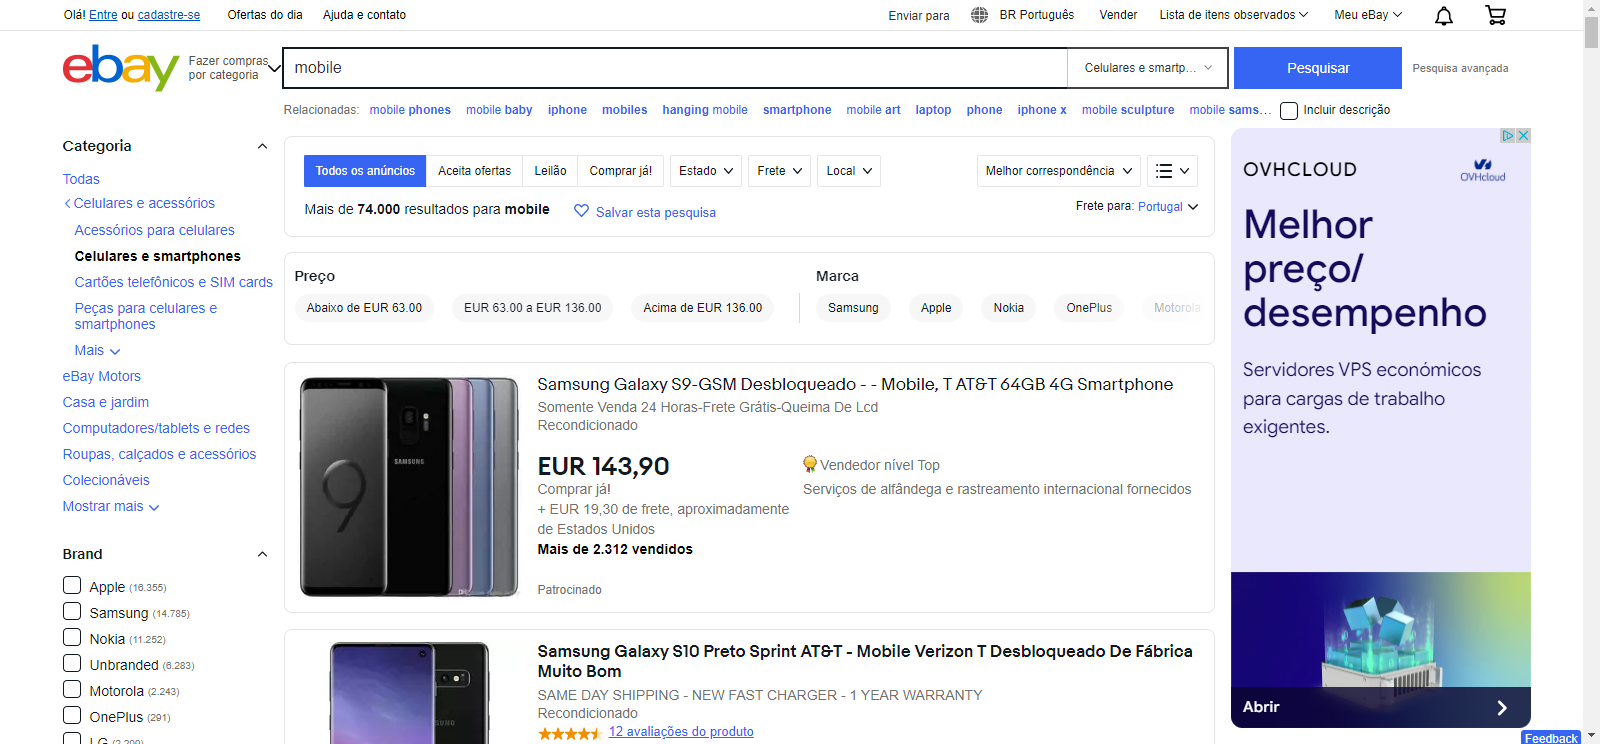 Olá! Entre ou cadastre-se
Ofertas do dia
Ajuda e contato
Enviar para
BR Português
Vender
Lista de itens observados
Meu eBay
ebay
Fazer compras
por categoria
mobile
Celulares e smartp...
Pesquisar
Pesquisa avançada
Relacionadas: mobile phones mobile baby iphone mobiles hanging mobile smartphone mobile art laptop phone iphone x mobile sculpture mobile sams...
Incluir descrição
Categoria
Todas
Celulares e acessórios
Acessórios para celulares
Celulares e smartphones
Cartões telefônicos e SIM cards
Peças para celulares e
smartphones
Mais
eBay Motors
Casa e jardim
Computadores/tablets e redes
Roupas, calçados e acessórios
Colecionáveis
Mostrar mais
Brand
Apple (16.355)
Samsung (14.785)
Nokia (11.252)
Unbranded (6.283)
Motorola (2.243)
OnePlus (291)
LG (2.209)
Todos os anúncios
Aceita ofertas
Leilão
Comprar já!
Estado
Frete
Local
Melhor correspondência
Mais de 74.000 resultados para mobile
Salvar esta pesquisa
Frete para: Portugal
Preço
Abaixo de EUR 63.00
EUR 63.00 a EUR 136.00
Acima de EUR 136.00
Marca
Samsung
Apple
Nokia
OnePlus
Motorola
9
SAMSUNG
Samsung Galaxy S9-GSM Desbloqueado - - Mobile, T AT&T 64GB 4G Smartphone
Somente Venda 24 Horas-Frete Grátis-Queima De Lcd
Recondicionado
EUR 143,90
Comprar já!
+ EUR 19,30 de frete, aproximadamente
de Estados Unidos
Mais de 2.312 vendidos
Vendedor nível Top
Serviços de alfândega e rastreamento internacional fornecidos
Patrocinado
SAMSUNG
Samsung Galaxy S10 Preto Sprint AT&T - Mobile Verizon T Desbloqueado De Fábrica
Muito Bom
SAME DAY SHIPPING - NEW FAST CHARGER - 1 YEAR WARRANTY
Recondicionado
12 avaliações do produto
OVHCLOUD
OVHcloud
Melhor
preço/
desempenho
Servidores VPS económicos
para cargas de trabalho
exigentes.
Abrir
Feedback